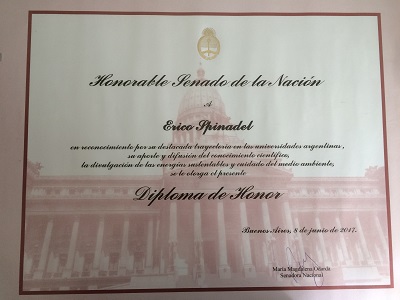 Honorable Senado de la Nación
A
Erico Spinadel
en reconocimiento por su destacada trayectoria en las universidades argentinas,
su aporte y difusión del conocimiento científico,
la divulgación de las energías sustentables y cuidado del medio ambiente,
se le otorga el presente
Diploma de Honor
Buenos Aires, 8 de junio de 2017.
María Magdalena Odarda
Senadora Nacional